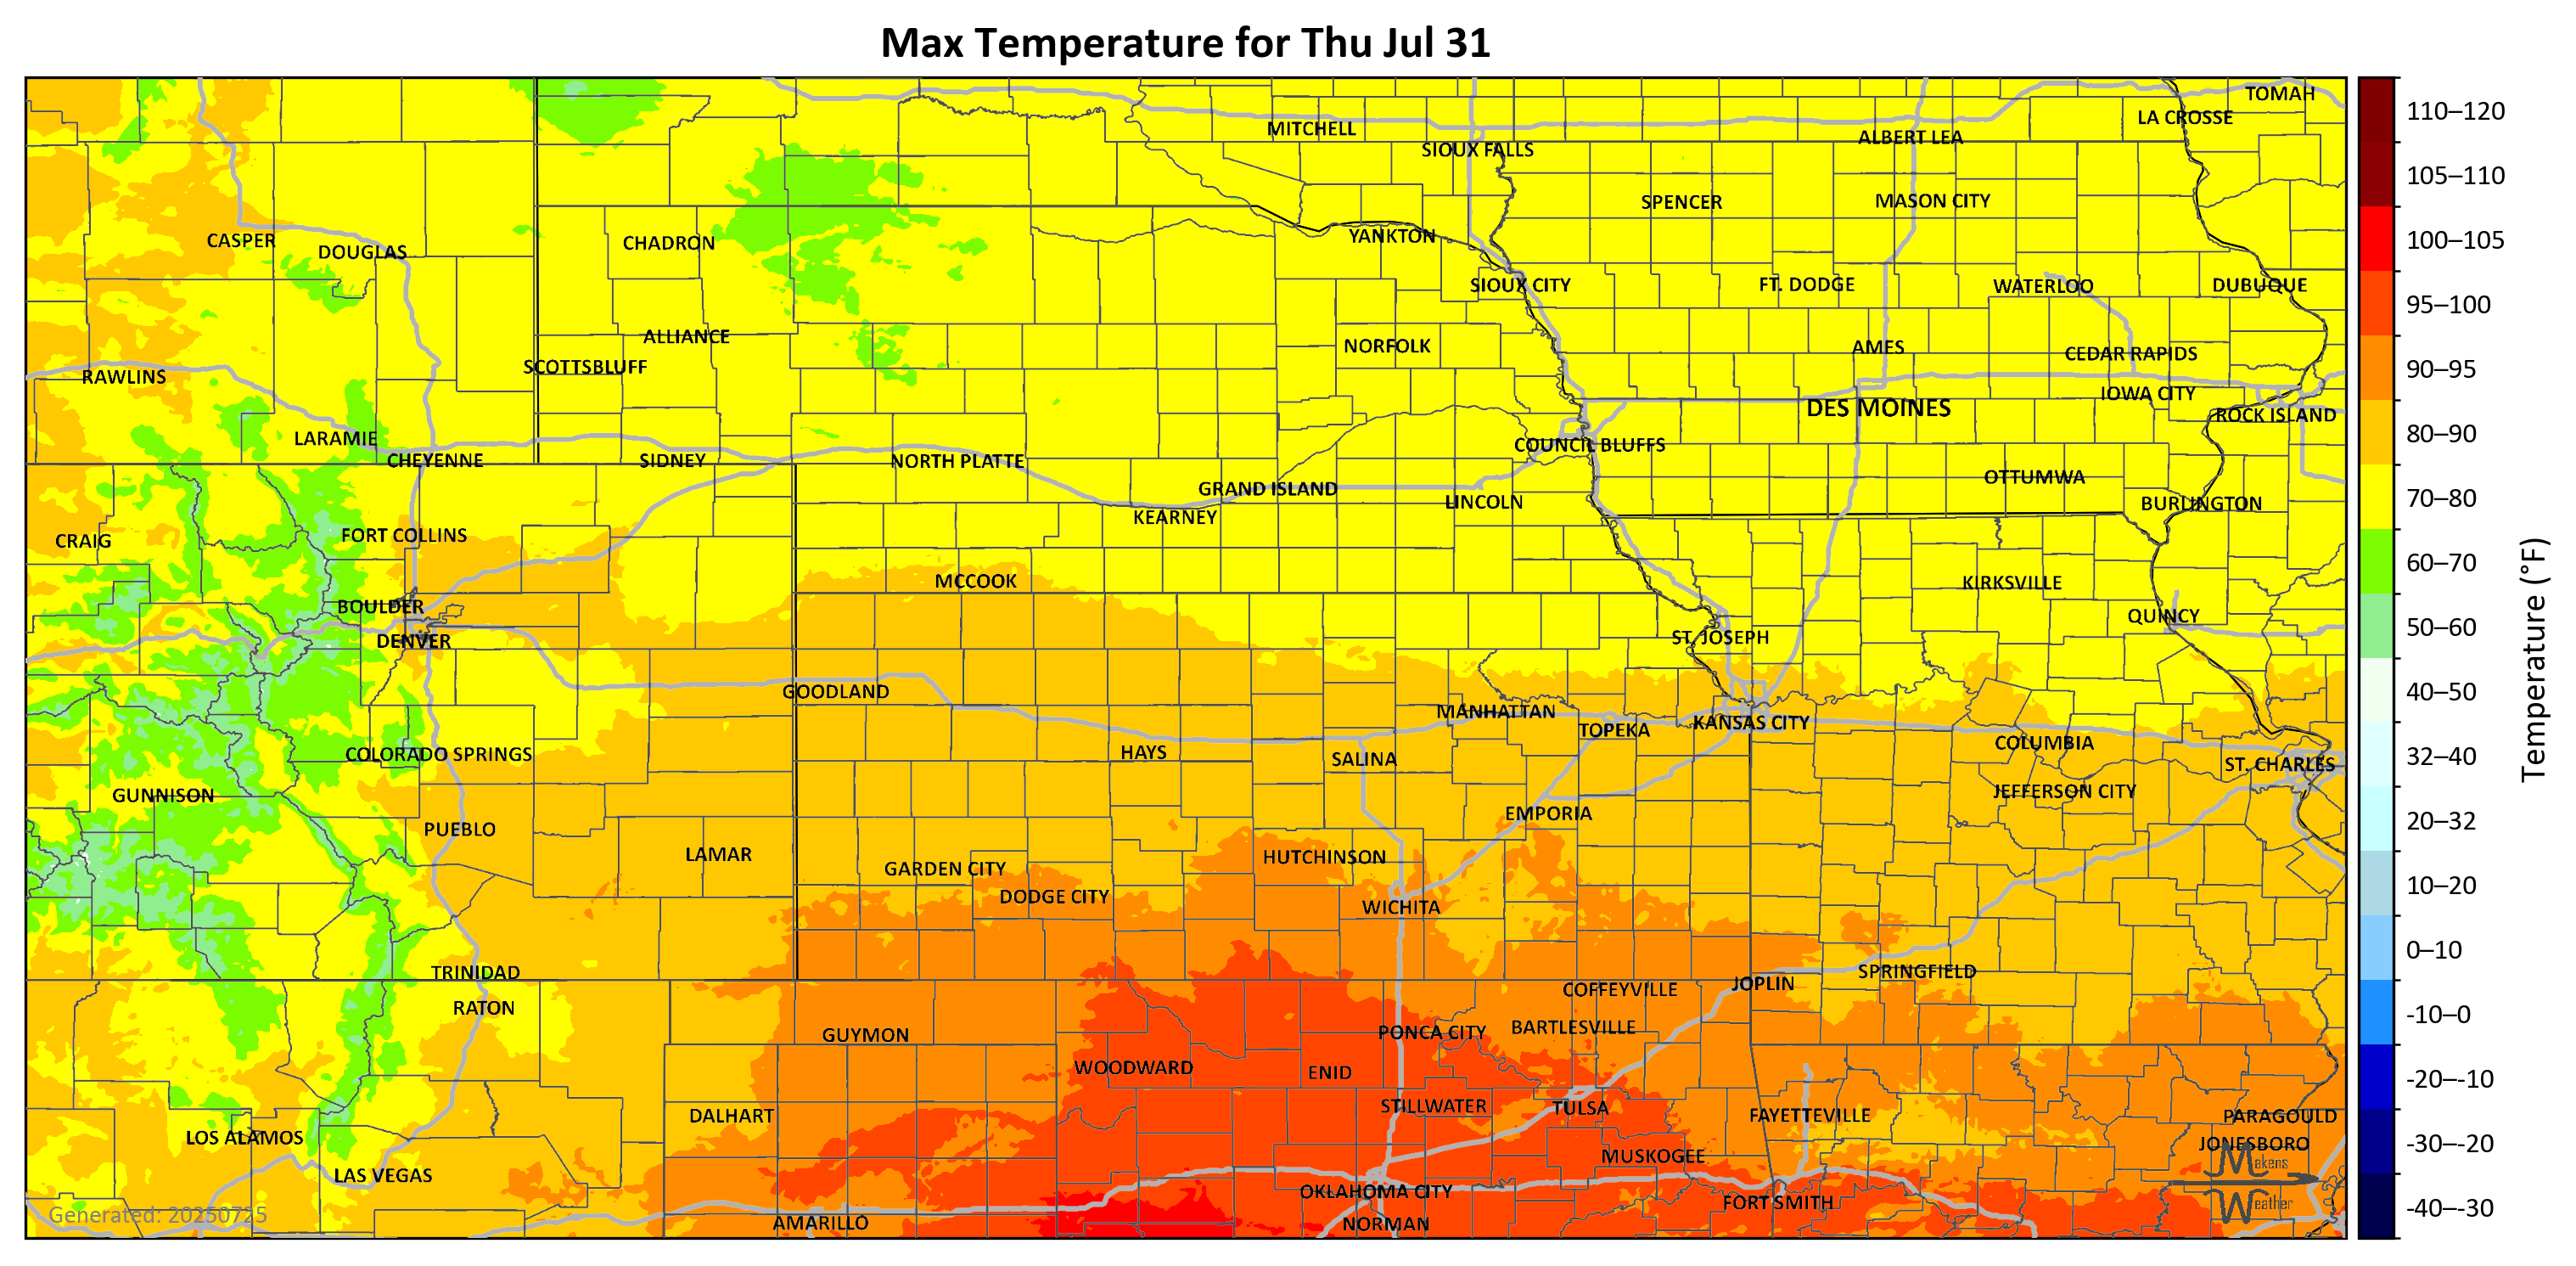 Max Temperature for Thu Jul 31
TOMAH
LA CROSSE
MITCHELL
ALBERT LEA
SIOUX FALLS
SPENCER
MASON CITY
CASPER
DOUGLAS
CHADRON
YANKTON
SIOUX CITY
FT. DODGE
WATERLOO
DUBUQUE
ALLIANCE
NORFOLK
AMES
CEDAR RAPIDS
SCOTTSBLUFF
RAWLINS
IOWA CITY
DES MOINES
ROCK ISLAND
LARAMIE
COUNCIL BLUFFS
CHEYENNE
SIDNEY
NORTH PLATTE
OTTUMWA
GRAND ISLAND
LINCOLN
BURLINGTON
KEARNEY
FORT COLLINS
CRAIG
MCCOOK
KIRKSVILLE
BOULDER
QUINCY
DENVER
ST. JOSEPH
GOODLAND
MANHATTAN
KANSAS CITY
TOPEKA
COLUMBIA
HAYS
COLORADO SPRINGS
SALINA
ST. CHARLES
GUNNISON
JEFFERSON CITY
EMPORIA
PUEBLO
LAMAR
HUTCHINSON
GARDEN CITY
DODGE CITY
WICHITA
TRINIDAD
SPRINGFIELD
JOPLIN
COFFEYVILLE
RATON
BARTLESVILLE
GUYMON
PONCA CITY
WOODWARD
ENID
STILLWATER
TULSA
DALHART
FAYETTEVILLE
PARAGOULD
LOS ALAMOS
JONESBORO
MUSKOGEE
Makens
LAS VEGAS
OKLAHOMA CITY
FORT SMITH
Weather
Generated: 20250725
AMARILLO
NORMAN
110–120
105–110
100–105
95–100
90–95
80–90
70–80
60–70
50–60
40–50
32–40
20–32
10–20
0–10
-10–0
-20–-10
-30–-20
-40–-30
Temperature (°F)